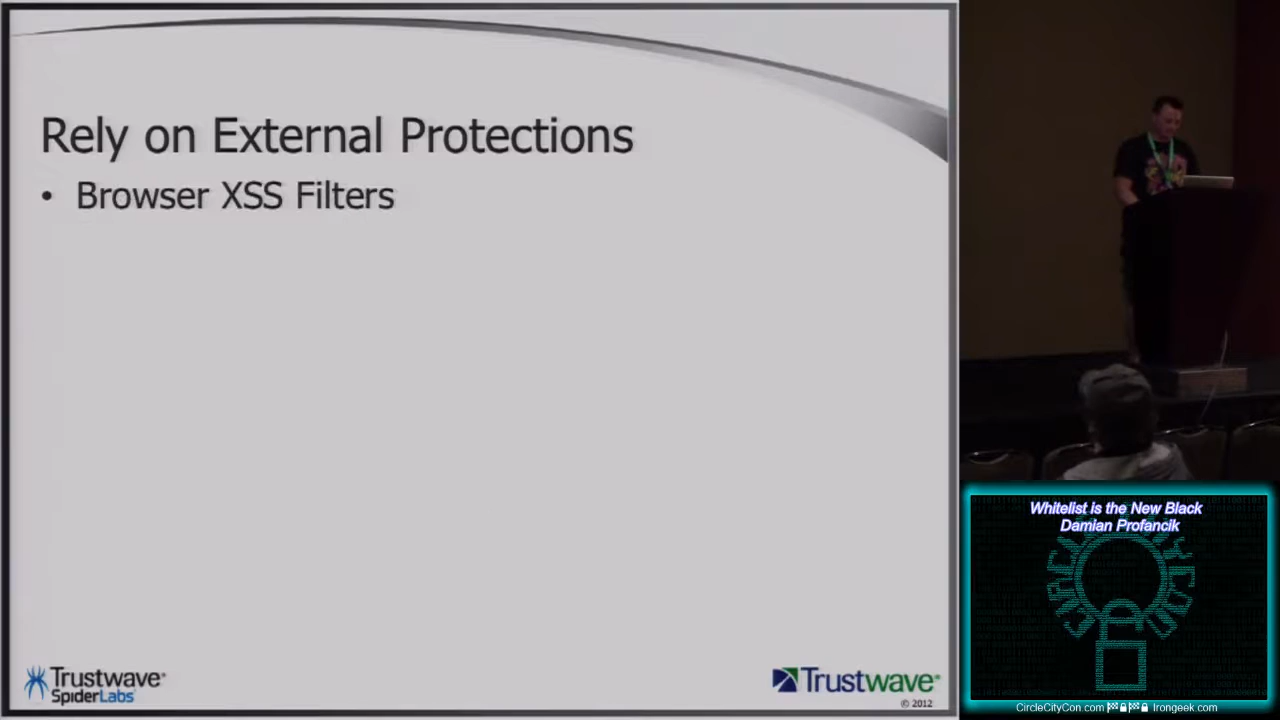 Rely on External Protections
• Browser XSS Filters
Trustwave®
SpiderLabs®
Trustwave®
© 2012
Whitelist is the New Black
Damian Profancik
CircleCityCon.com Irongeek.com